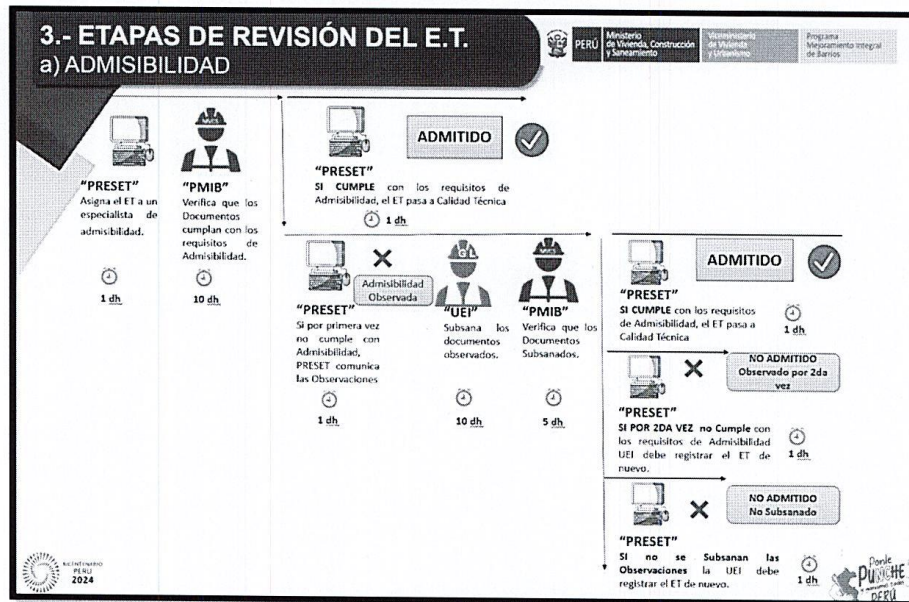 3.- ETAPAS DE REVISIÓN DEL E.T.
a) ADMISIBILIDAD
PERÚ
Ministerio
de Vivienda, Construcción
y Saneamiento
Viceministerio
de Vivienda
y Urbanismo
Programa
Mejoramiento Integral
de Barrios
"PRESET"
Asigna el ET a un
especialista de
admisibilidad.
1 dh
"PMIB"
Verifica que los
Documentos
cumplan con los
requisitos de
Admisibilidad.
10 dh
ADMITIDO
"PRESET"
SI CUMPLE con los requisitos de
Admisibilidad, el ET pasa a Calidad Técnica
1 dh
Admisibilidad
Observada
"PRESET"
Si por primera vez
no cumple con
Admisibilidad,
PRESET comunica
las Observaciones
1 dh
GL
"UEI"
Subsana los
documentos
observados.
10 dh
"PMIB"
Verifica que los
Documentos
Subsanados.
5 dh
ADMITIDO
"PRESET"
SI CUMPLE con los requisitos
de Admisibilidad, el ET pasa a
Calidad Técnica
1 dh
NO ADMITIDO
Observado por 2da
vez
"PRESET"
SI POR 2DA VEZ no Cumple con
los requisitos de Admisibilidad
UEI debe registrar el ET de
nuevo.
1 dh
NO ADMITIDO
No Subsanado
"PRESET"
SI no se Subsanan las
Observaciones la UEI debe
registrar el ET de nuevo.
1 dh
BICENTENARIO
PERÚ
2024
Ponle
PUNCHE
PERÚ